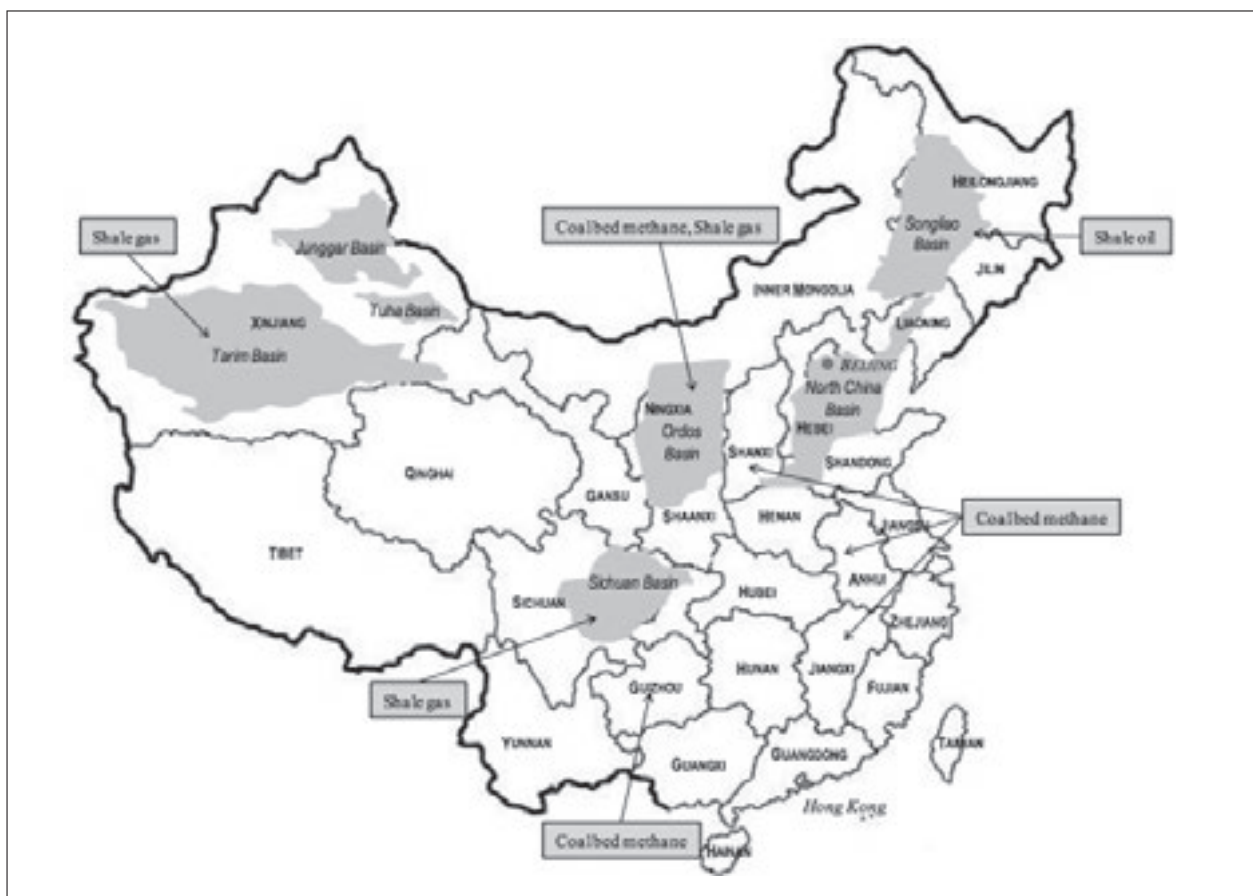 HEILONGJIANG
Shale gas
Coalbed methane, Shale gas
Songliao
Basin
Shale oil
Junggar Basin
JILIN
INNER MONGOLIA
Tuha Basin
XINJIANG
LIAONING
Tarim Basin
BEIJING
North China
Basin
NINGXIA
HEBEI
Ordos
Basin
SHANXI
SHANDONG
QINGHAI
GANSU
SHAANXI
HENAN
JIANGSU
Coalbed methane
TIBET
ANHUI
Sichuan Basin
HUBEI
SICHUAN
ZHEJIANG
HUNAN
JIANGXI
GUIZHOU
FUJIAN
Shale gas
YUNNAN
TAIWAN
GUANGDONG
GUANGXI
Hong Kong
Coalbed methane
HAINAN